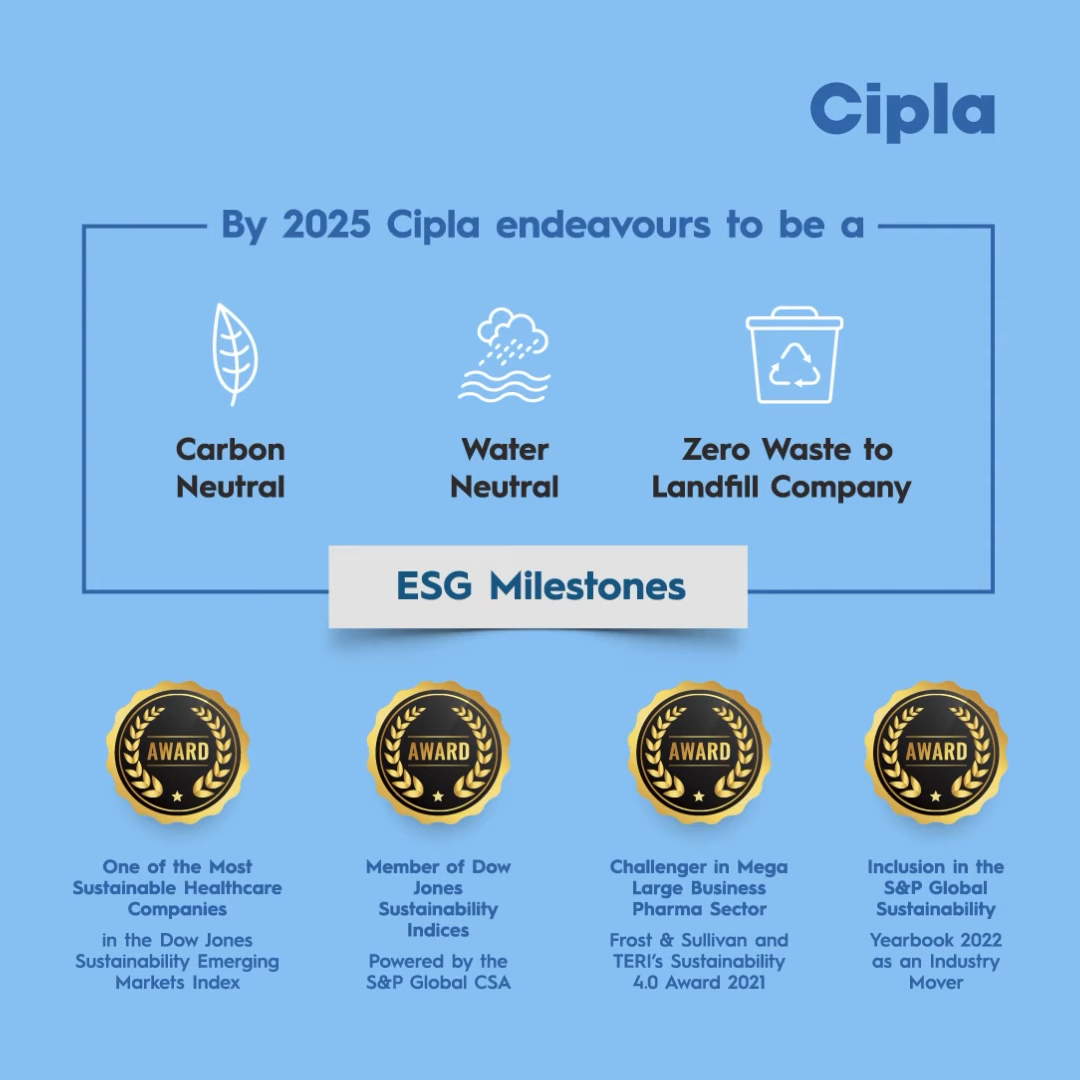 Cipla
By 2025 Cipla endeavours to be a
Carbon
Neutral
Water
Neutral
Zero Waste to
Landfill Company
ESG Milestones
AWARD
AWARD
AWARD
AWARD
One of the Most
Sustainable Healthcare
Companies
in the Dow Jones
Sustainability Emerging
Markets Index
Member of Dow
Jones
Sustainability
Indices
Powered by the
S&P Global CSA
Challenger in Mega
Large Business
Pharma Sector
Frost & Sullivan and
TERI's Sustainability
4.0 Award 2021
Inclusion in the
S&P Global
Sustainability
Yearbook 2022
as an Industry
Mover